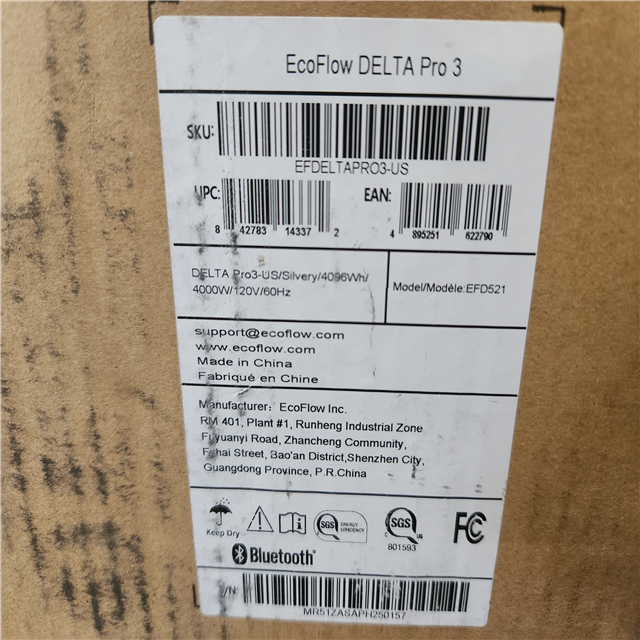 EcoFlow DELTA Pro 3
SKU:
EFDELTAPRO3-US
UPC:
8 42783 14337 2
EAN:
4 895251 622790
DELTA Pro3-US/Silvery/4096Wh/
4000W/120V/60Hz
Model/Modèle:EFD521
support@ecoflow.com
www.ecoflow.com
Made in China
Fabriqué en Chine
Manufacturer: EcoFlow Inc.
RM 401, Plant #1, Runheng Industrial Zone
Fuyuanyi Road, Zhancheng Community,
Fuhai Street, Bao'an District,Shenzhen City,
Guangdong Province, P.R.China
Keep Dry
SGS ENERGY EFFICIENCY
SGS
C US
801593
FC
Bluetooth®
/N:
MR51ZASAPH250157